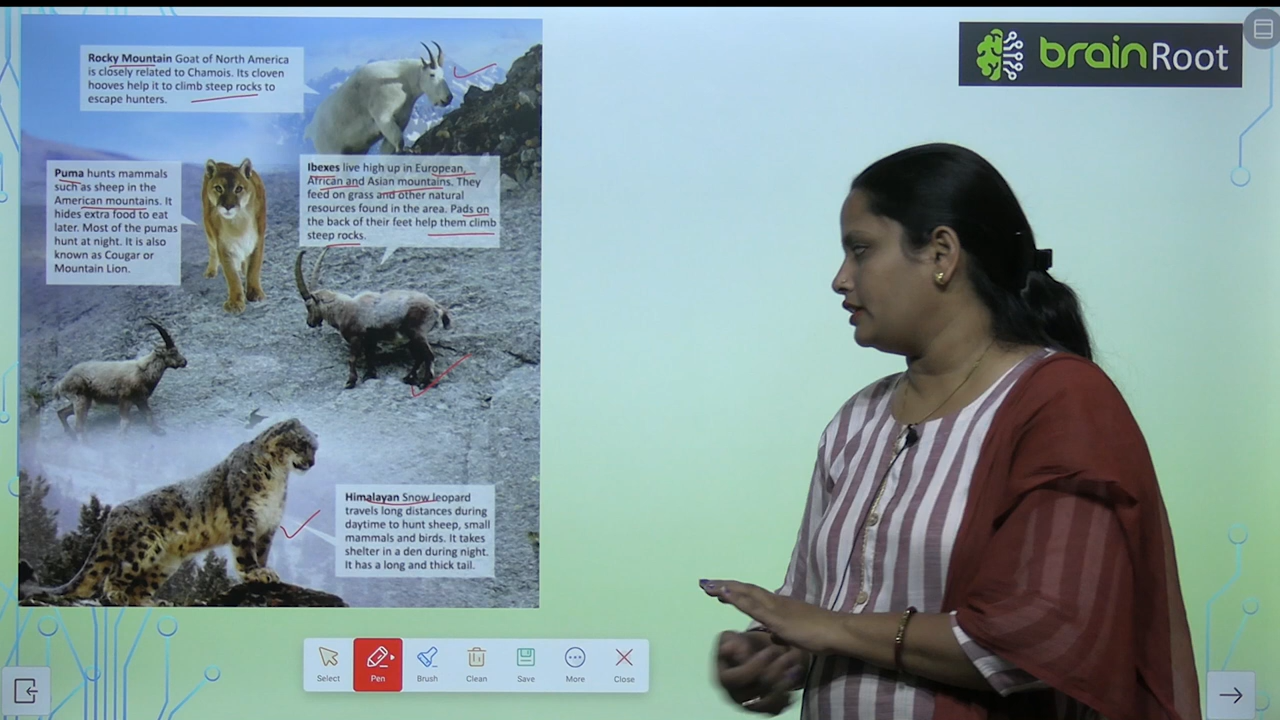 brainRoot
Rocky Mountain Goat of North America
is closely related to Chamois. Its cloven
hooves help it to climb steep rocks to
escape hunters.
Puma hunts mammals
such as sheep in the
American mountains. It
hides extra food to eat
later. Most of the pumas
hunt at night. It is also
known as Cougar or
Mountain Lion.
Ibexes live high up in European,
African and Asian mountains. They
feed on grass and other natural
resources found in the area. Pads on
the back of their feet help them climb
steep rocks.
Himalayan Snow leopard
travels long distances during
daytime to hunt sheep, small
mammals and birds. It takes
shelter in a den during night.
It has a long and thick tail.
Select Pen Brush Clean Save More Close